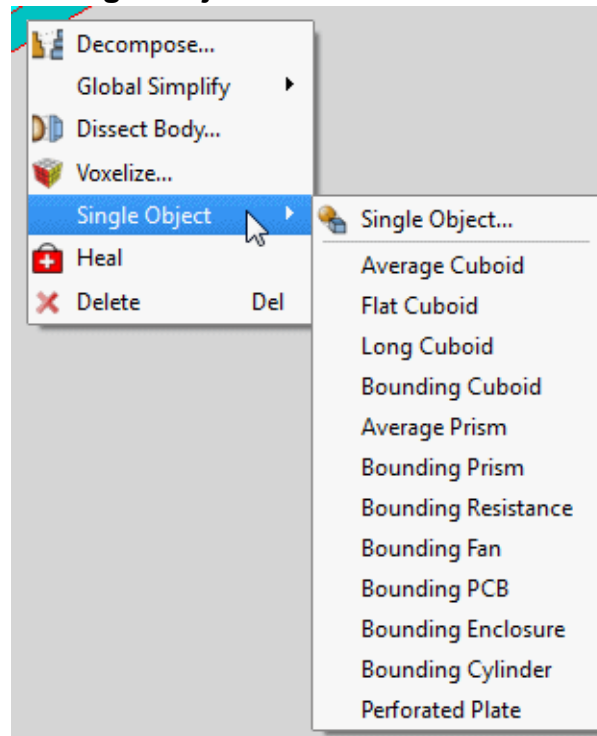 Decompose...
Global Simplify
Dissect Body...
Voxelize...
Single Object
Heal
Delete Del
Single Object...
Average Cuboid
Flat Cuboid
Long Cuboid
Bounding Cuboid
Average Prism
Bounding Prism
Bounding Resistance
Bounding Fan
Bounding PCB
Bounding Enclosure
Bounding Cylinder
Perforated Plate